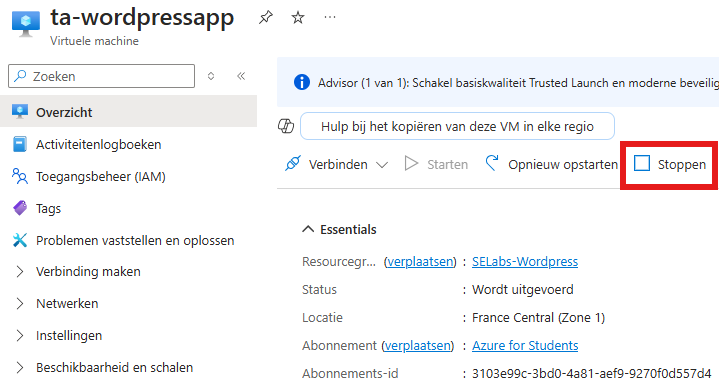 ta-wordpressapp
Virtuele machine
Zoeken
Overzicht
Activiteitenlogboeken
Toegangsbeheer (IAM)
Tags
Problemen vaststellen en oplossen
Verbinding maken
Netwerken
Instellingen
Beschikbaarheid en schalen
Advisor (1 van 1): Schakel basiskwaliteit Trusted Launch en moderne beveilig
Hulp bij het kopiëren van deze VM in elke regio
Verbinden Starten Opnieuw opstarten Stoppen
Essentials
Resourcegr... (verplaatsen) : SELabs-Wordpress
Status : Wordt uitgevoerd
Locatie : France Central (Zone 1)
Abonnement (verplaatsen) : Azure for Students
Abonnements-id : 3103e99c-3bd0-4a81-aef9-9270f0d557d4